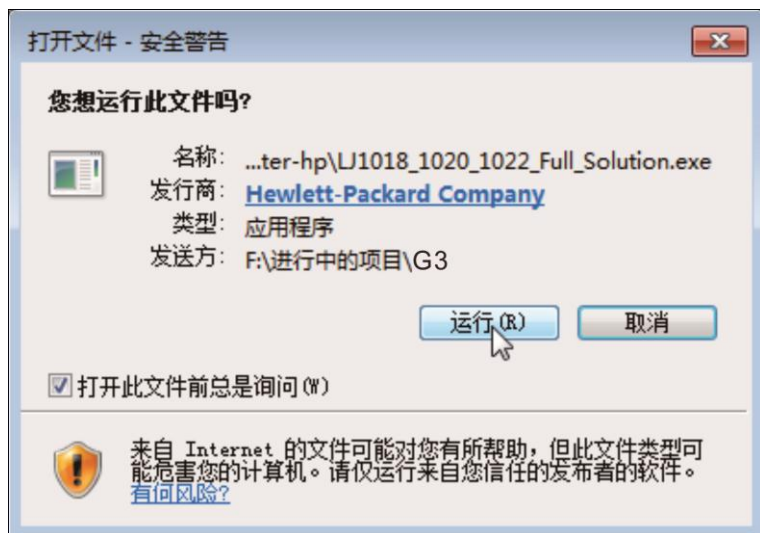 打开文件 - 安全警告
您想运行此文件吗?
名称: ...ter-hp\LJ1018_1020_1022_Full_Solution.exe
发行商: Hewlett-Packard Company
类型: 应用程序
发送方: F:\进行中的项目\G3
运行(R) 取消
打开此文件前总是询问(W)
来自 Internet 的文件可能对您有所帮助，但此文件类型可
能危害您的计算机。请仅运行来自您信任的发布者的软件。
有何风险?